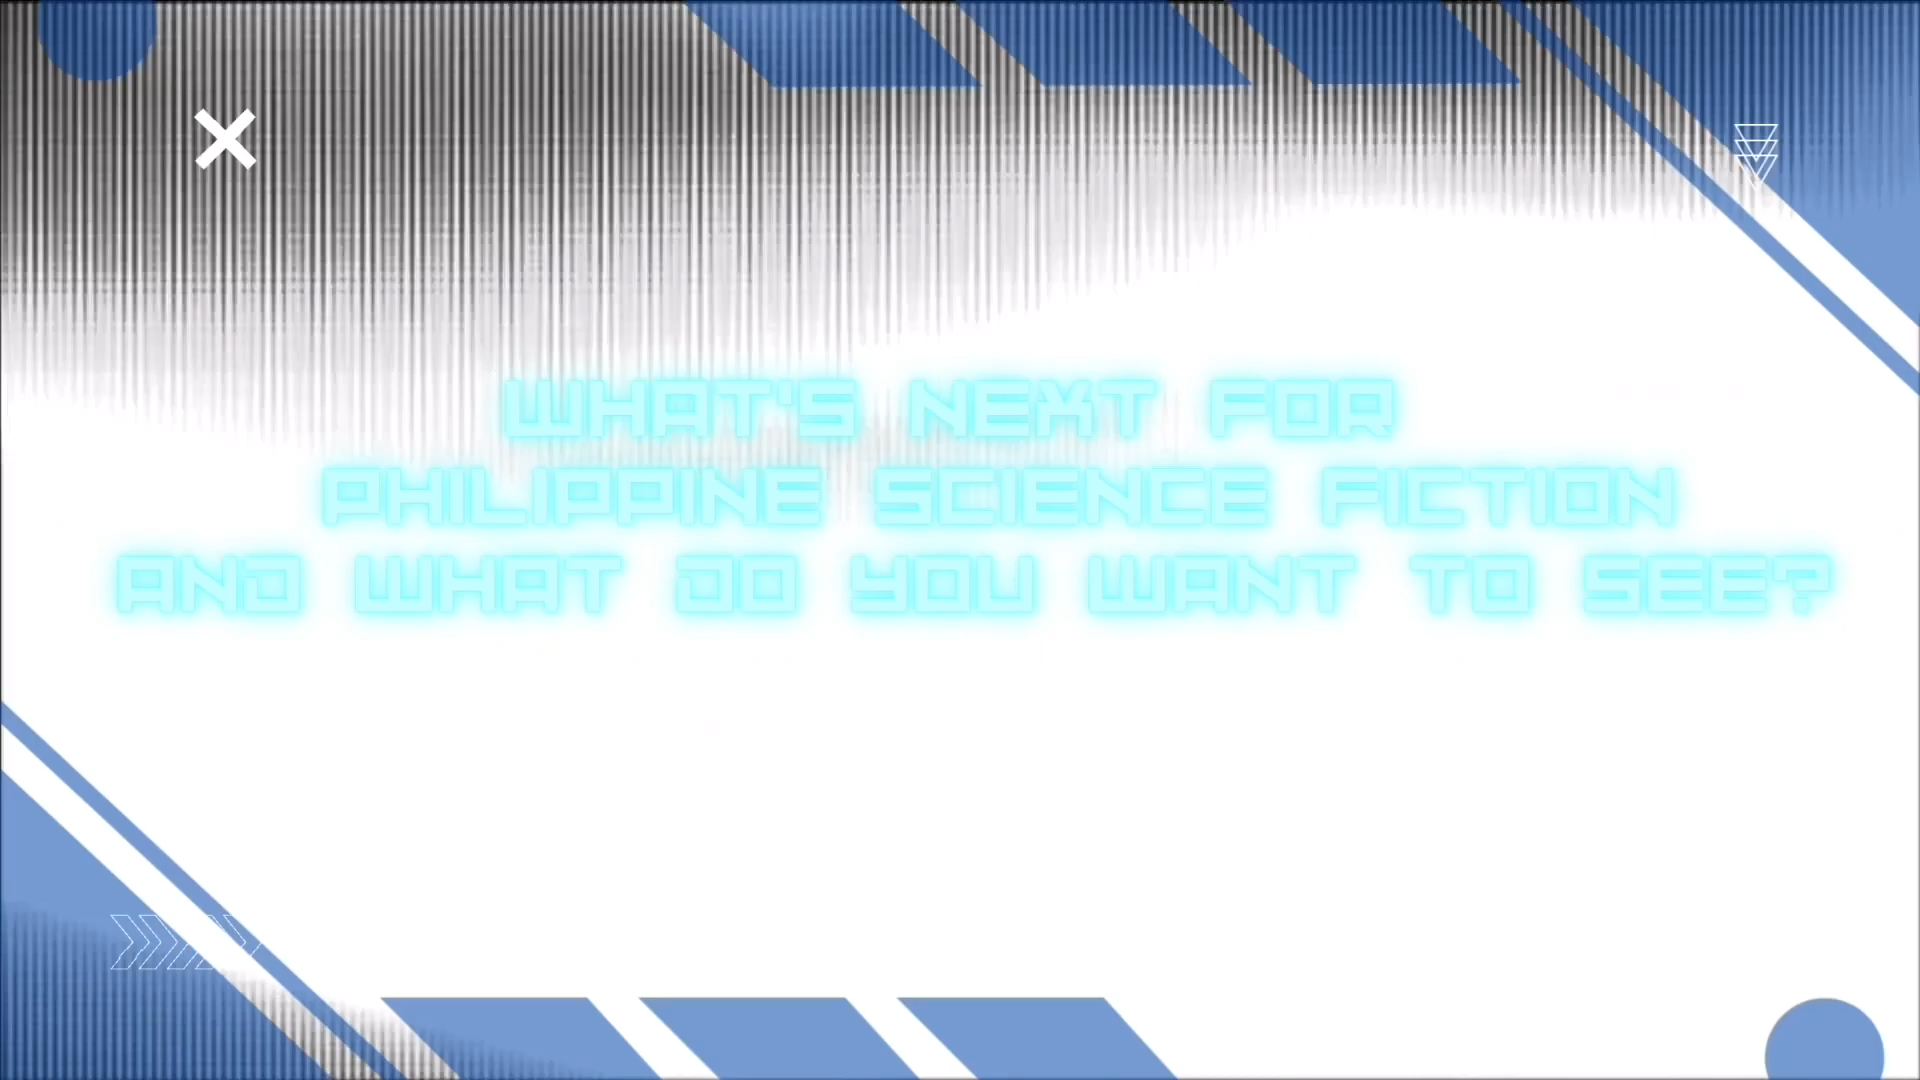 WHAT'S NEXT FOR
PHILIPPINE SCIENCE FICTION
AND WHAT DO YOU WANT TO SEE?